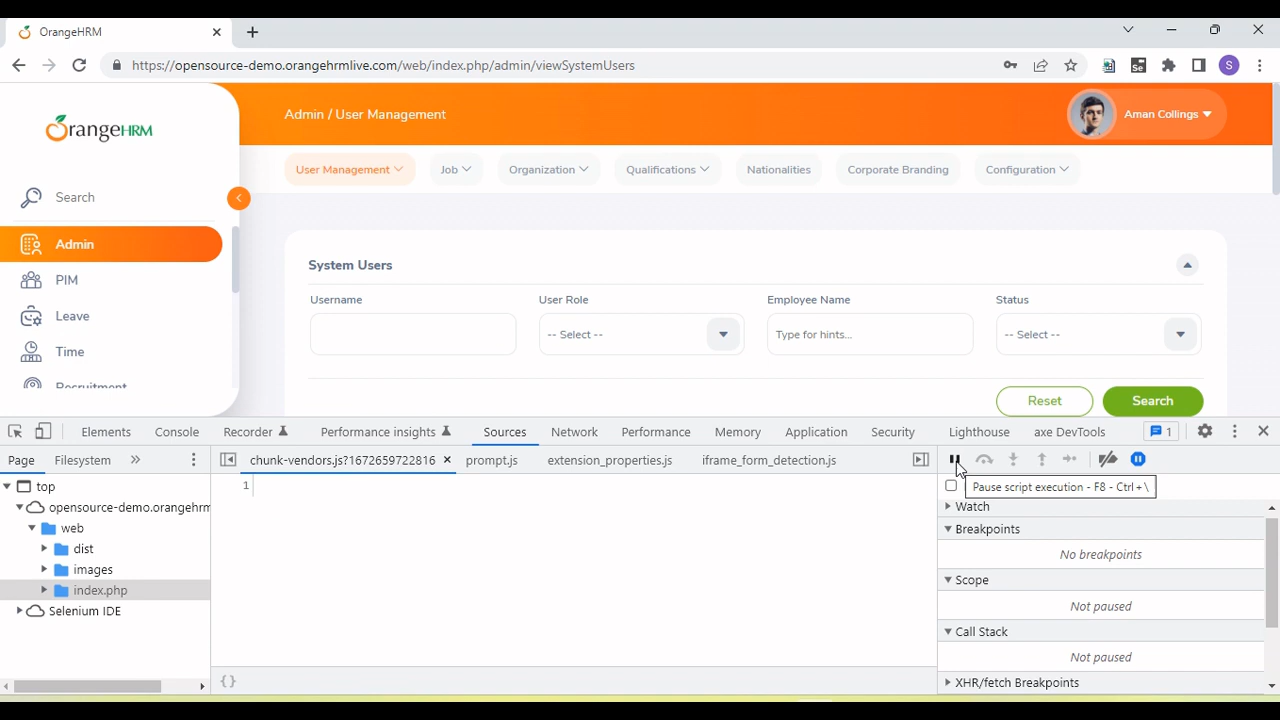 OrangeHRM
https://opensource-demo.orangehrmlive.com/web/index.php/admin/viewSystemUsers
Se
S
OrangeHRM
Admin / User Management
Aman Collings
User Management
Job
Organization
Qualifications
Nationalities
Corporate Branding
Configuration
Search
Admin
PIM
Leave
Time
Recruitment
System Users
Username
User Role
Employee Name
Status
-- Select --
Type for hints...
-- Select --
Reset
Search
Elements
Console
Recorder
Performance insights
Sources
Network
Performance
Memory
Application
Security
Lighthouse
axe DevTools
1
Page
Filesystem
chunk-vendors.js?1672659722816
prompt.js
extension_properties.js
iframe_form_detection.js
top
opensource-demo.orangehrm
web
dist
images
index.php
Selenium IDE
1
{ }
Pause script execution - F8 - Ctrl+\
Watch
Breakpoints
No breakpoints
Scope
Not paused
Call Stack
Not paused
XHR/fetch Breakpoints